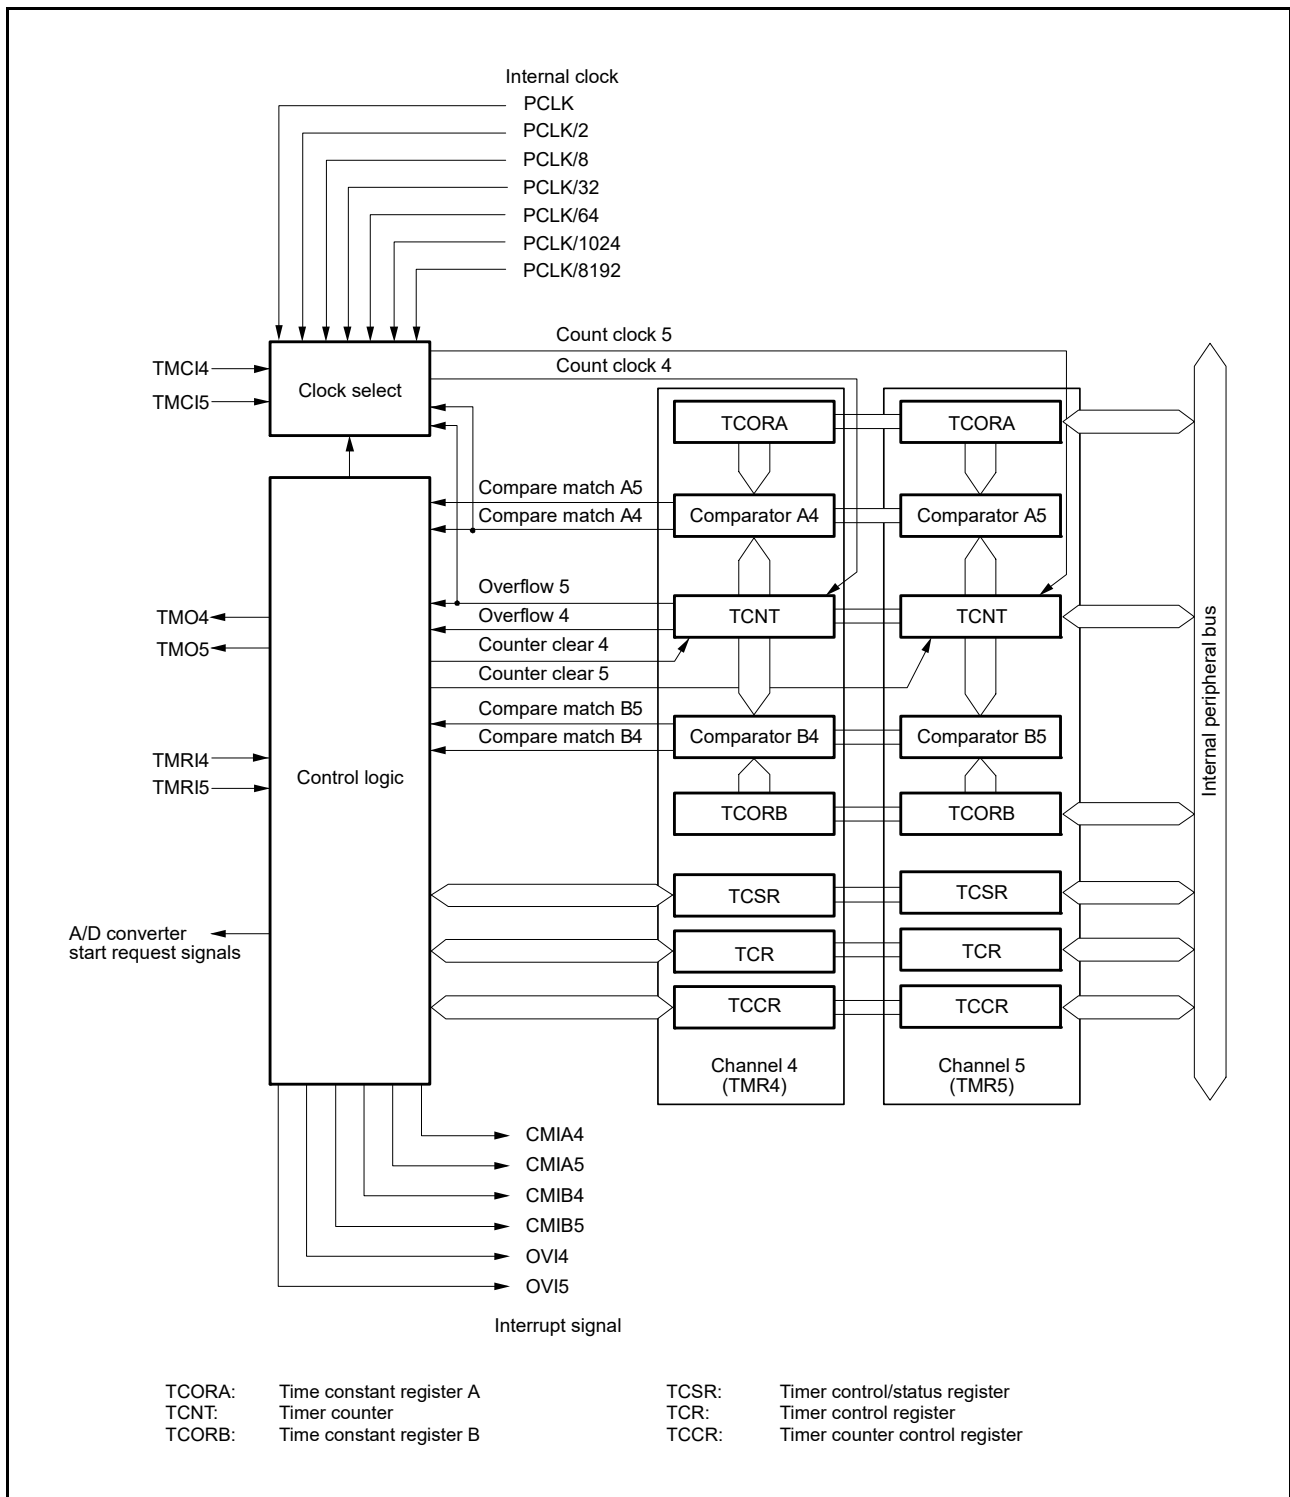 Internal clock
PCLK
PCLK/2
PCLK/8
PCLK/32
PCLK/64
PCLK/1024
PCLK/8192
Count clock 5
Count clock 4
TMCI4
TMCI5
Clock select
TCORA
TCORA
Compare match A5
Compare match A4
Comparator A4
Comparator A5
Overflow 5
Overflow 4
Counter clear 4
Counter clear 5
TCNT
TCNT
TMO4
TMO5
Compare match B5
Compare match B4
Comparator B4
Comparator B5
TMRI4
TMRI5
Control logic
TCORB
TCORB
Internal peripheral bus
TCSR
TCSR
A/D converter
start request signals
TCR
TCR
TCCR
TCCR
Channel 4
(TMR4)
Channel 5
(TMR5)
CMIA4
CMIA5
CMIB4
CMIB5
OVI4
OVI5
Interrupt signal
TCORA: Time constant register A
TCNT: Timer counter
TCORB: Time constant register B
TCSR: Timer control/status register
TCR: Timer control register
TCCR: Timer counter control register